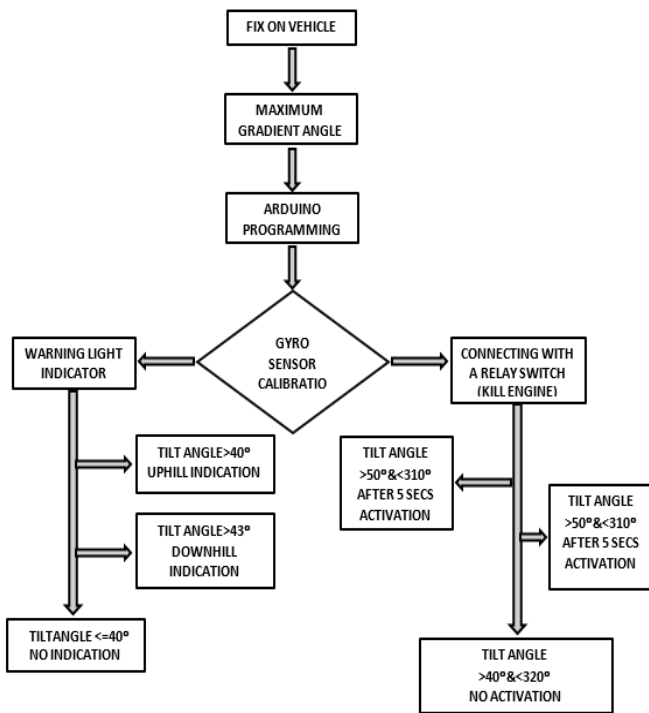 FIX ON VEHICLE
MAXIMUM
GRADIENT ANGLE
ARDUINO
PROGRAMMING
GYRO
SENSOR
CALIBRATIO
WARNING LIGHT
INDICATOR
CONNECTING WITH
A RELAY SWITCH
(KILL ENGINE)
TILT ANGLE>40º
UPHILL INDICATION
TILT ANGLE>43º
DOWNHILL
INDICATION
TILTANGLE <=40º
NO INDICATION
TILT ANGLE
>50º&<310º
AFTER 5 SECS
ACTIVATION
TILT ANGLE
>50º&<310º
AFTER 5 SECS
ACTIVATION
TILT ANGLE
>40º&<320º
NO ACTIVATION